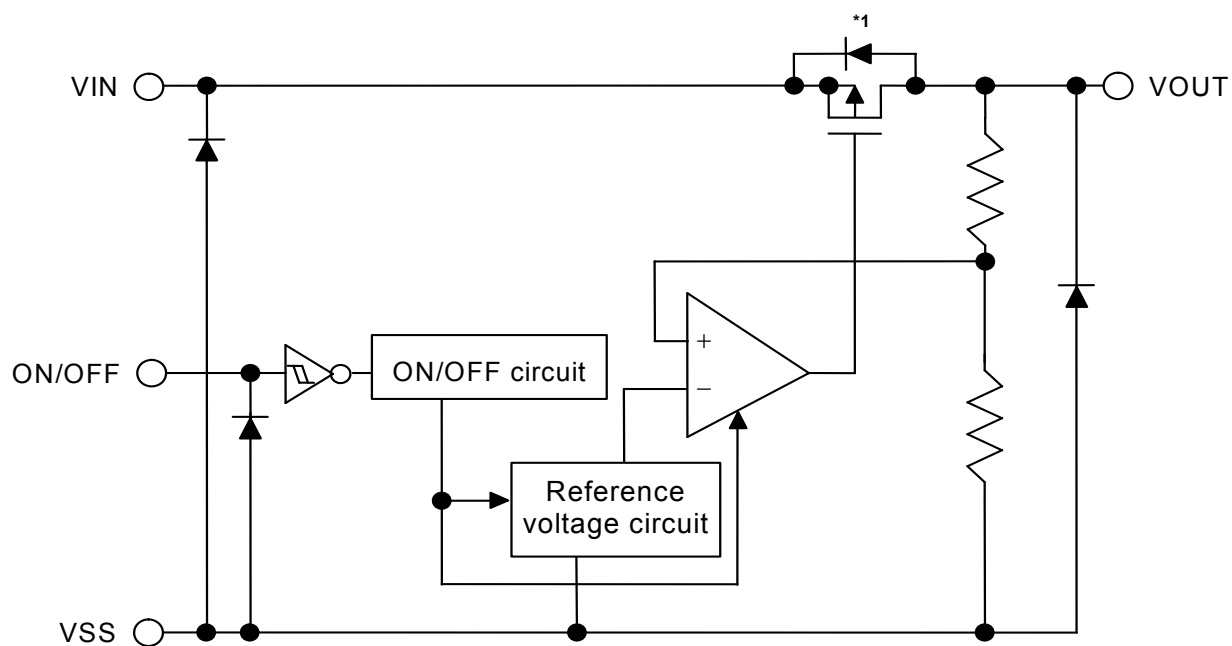 *1
VIN
VOUT
ON/OFF
ON/OFF circuit
+
−
Reference
voltage circuit
VSS